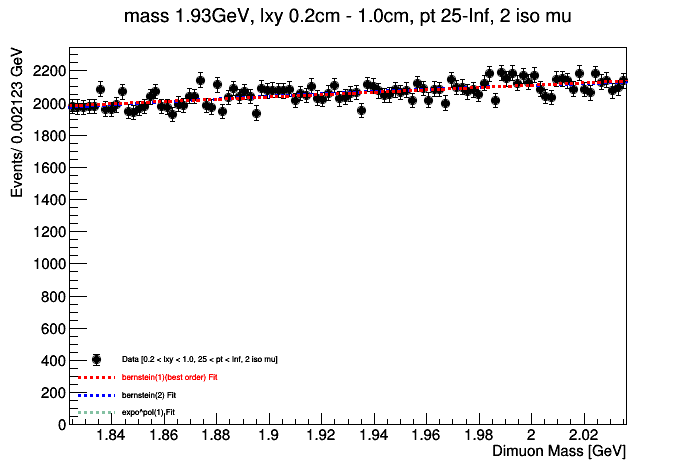 mass 1.93GeV, lxy 0.2cm - 1.0cm, pt 25-Inf, 2 iso mu
Events/ 0.002123 GeV
2200
2000
1800
1600
1400
1200
1000
800
600
400
200
0
Data [0.2 < lxy < 1.0, 25 < pt < Inf, 2 iso mu]
bernstein(1)(best order) Fit
bernstein(2) Fit
expo^pol(1) Fit
1.84 1.86 1.88 1.9 1.92 1.94 1.96 1.98 2 2.02
Dimuon Mass [GeV]